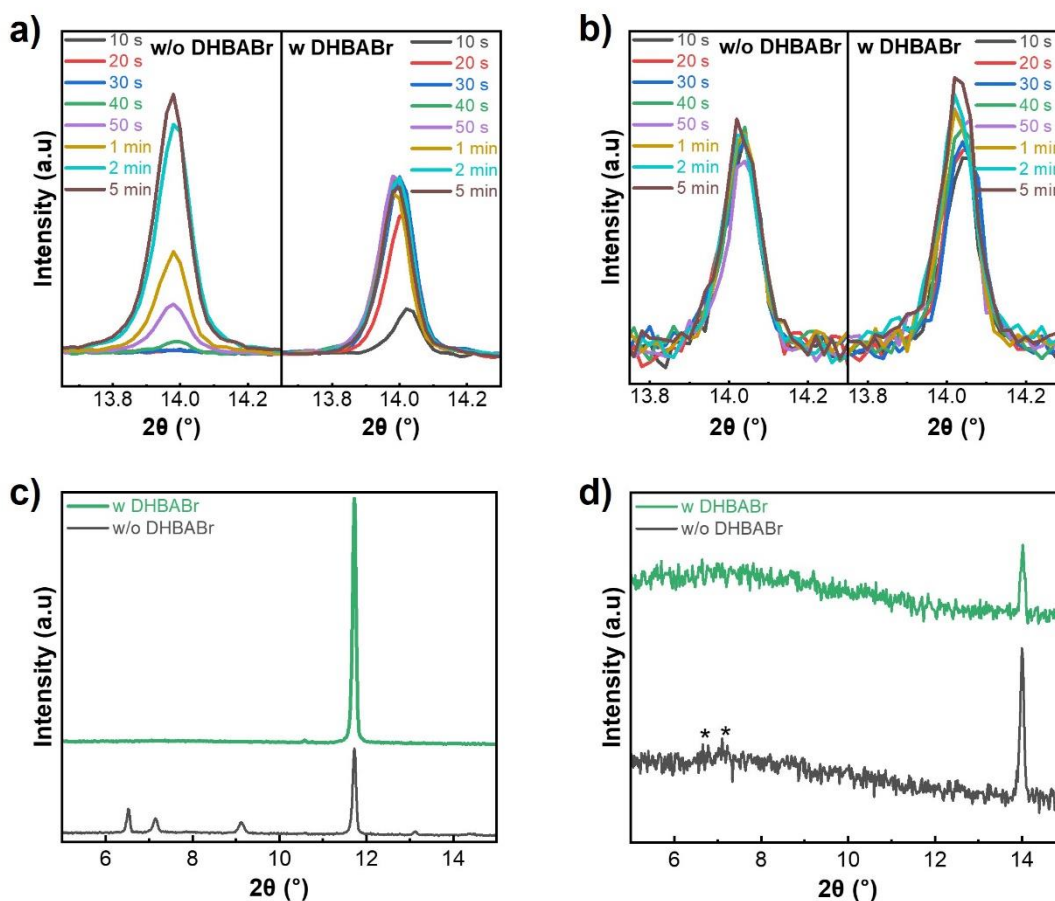 a)
w/o DHBABr
10 s
20 s
30 s
40 s
50 s
1 min
2 min
5 min
w DHBABr
10 s
20 s
30 s
40 s
50 s
1 min
2 min
5 min
Intensity (a.u)
13.8 14.0 14.2 13.8 14.0 14.2
2θ (°) 2θ (°)
b)
10 s
20 s
30 s
40 s
50 s
1 min
2 min
5 min
w/o DHBABr
w DHBABr
10 s
20 s
30 s
40 s
50 s
1 min
2 min
5 min
Intensity (a.u)
13.8 14.0 14.2 13.8 14.0 14.2
2θ (°) 2θ (°)
c)
w DHBABr
w/o DHBABr
Intensity (a.u)
6 8 10 12 14
2θ (°)
d)
w DHBABr
w/o DHBABr
* *
Intensity (a.u)
6 8 10 12 14
2θ (°)